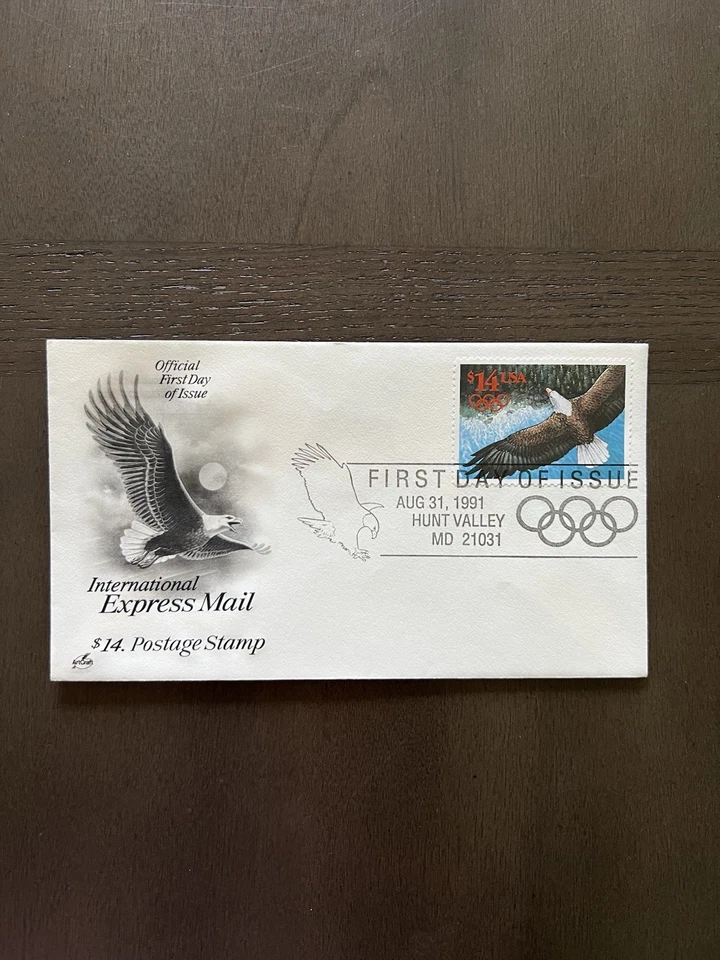 Official
First Day
of Issue
$14 USA
FIRST DAY OF ISSUE
AUG 31, 1991
HUNT VALLEY
MD 21031
International
Express Mail
$14. Postage Stamp
ArtCraft